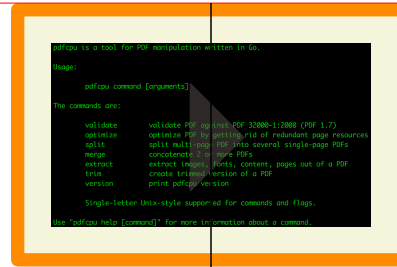 pdfcpu is a tool for PDF manipulation written in Go.
Usage:
pdfcpu command [arguments]
The commands are:
validate validate PDF against PDF 32000-1:2008 (PDF 1.7)
optimize optimize PDF by getting rid of redundant page resources
split split multi-page PDF into several single-page PDFs
merge concatenate 2 or more PDFs
extract extract images, fonts, content, pages out of a PDF
trim create trimmed version of a PDF
version print pdfcpu version
Single-letter Unix-style supported for commands and flags.
Use "pdfcpu help [command]" for more information about a command.